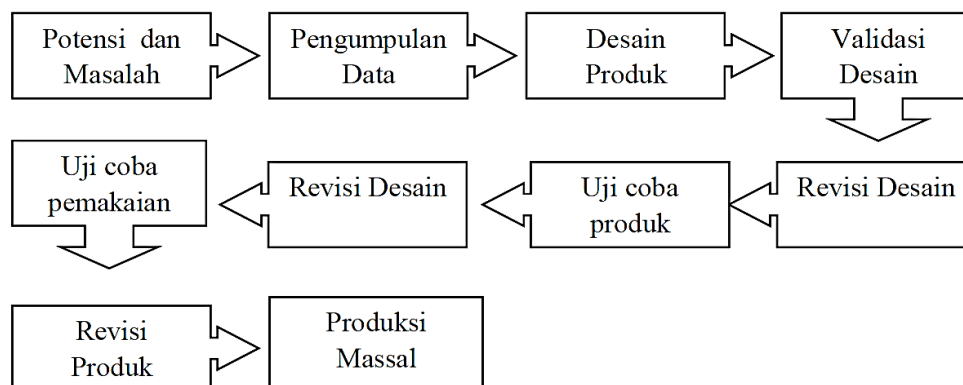 Potensi dan
Masalah
Pengumpulan
Data
Desain
Produk
Validasi
Desain
Uji coba
pemakaian
Revisi Desain
Uji coba
produk
Revisi Desain
Revisi
Produk
Produksi
Massal